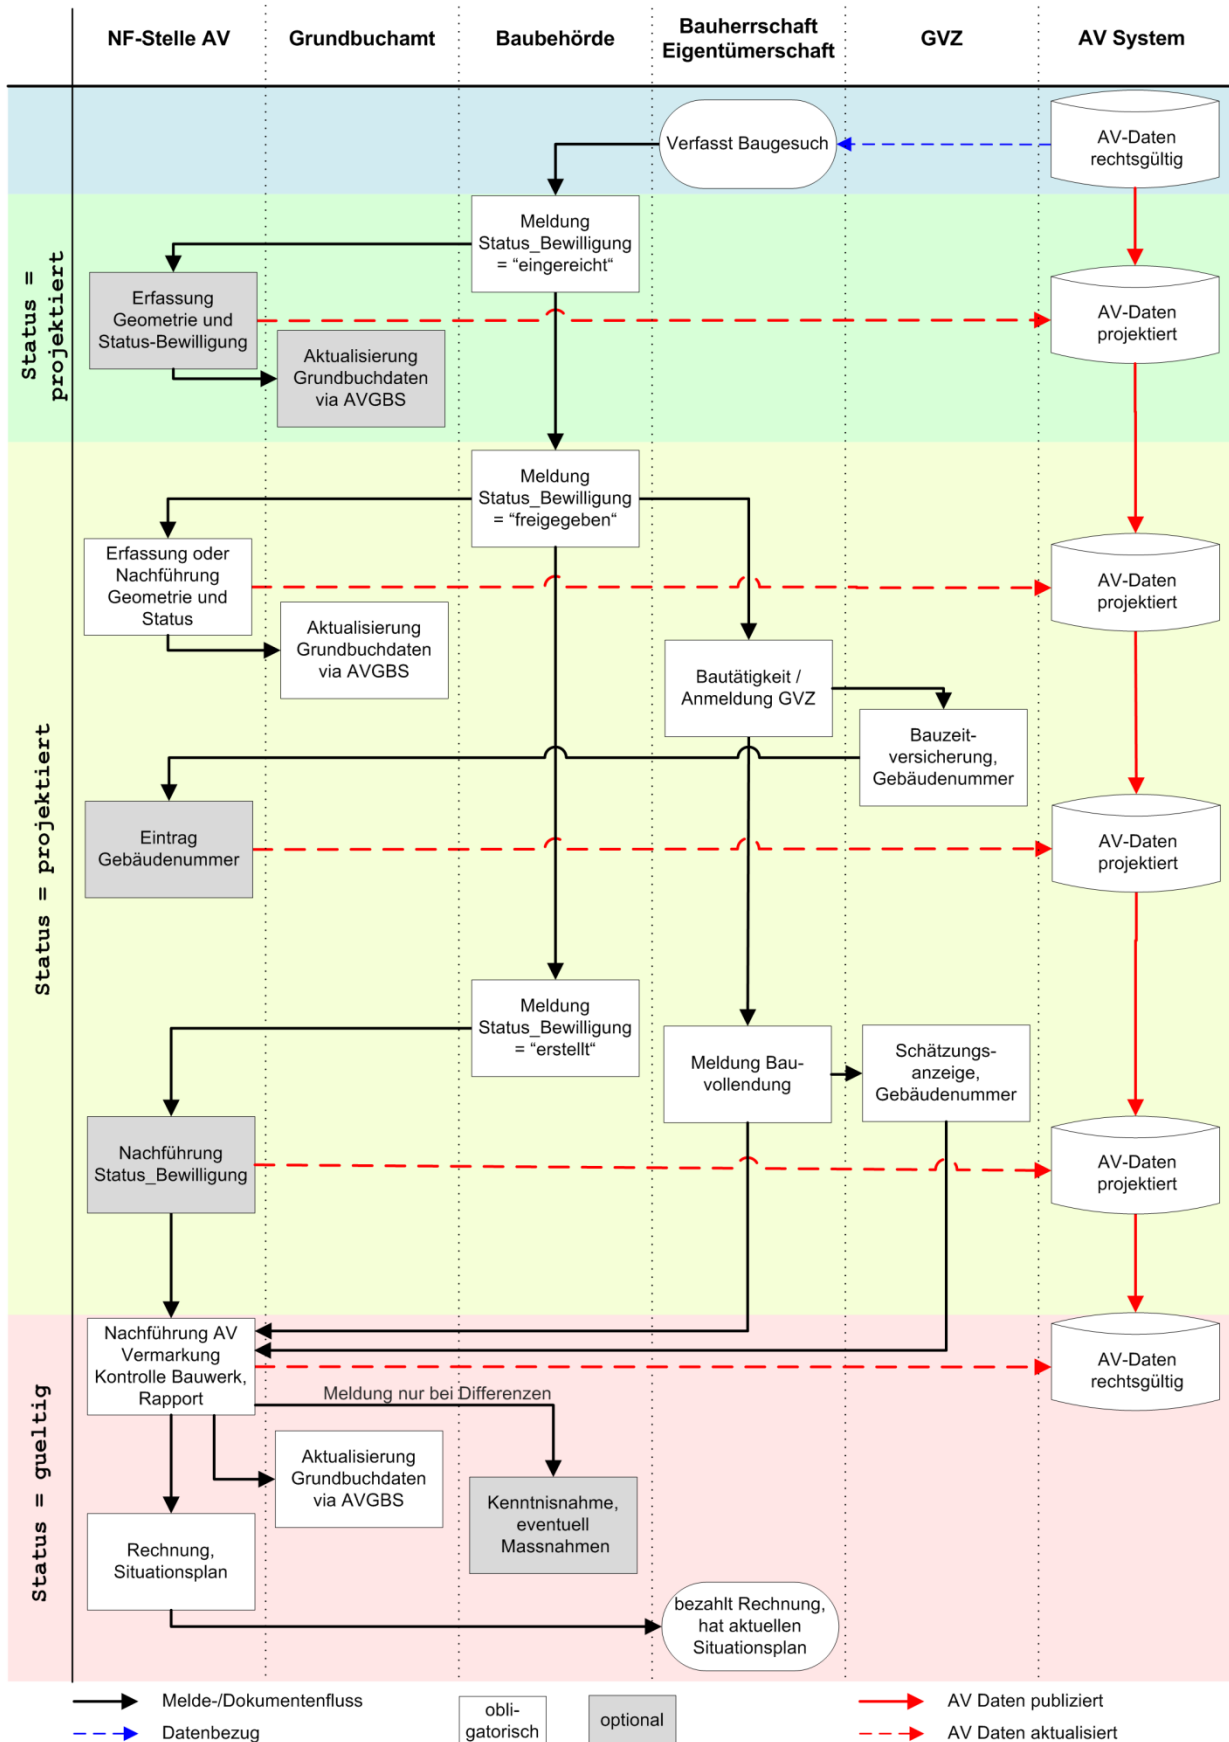 NF-Stelle AV
Grundbuchamt
Baubehörde
Bauherrschaft
Eigentümerschaft
GVZ
AV System
Verfasst Baugesuch
AV-Daten
rechtsgültig
Status =
projektiert
Meldung
Status_Bewilligung
= “eingereicht“
Erfassung
Geometrie und
Status-Bewilligung
AV-Daten
projektiert
Aktualisierung
Grundbuchdaten
via AVGBS
Status = projektiert
Meldung
Status_Bewilligung
= “freigegeben“
Erfassung oder
Nachführung
Geometrie und
Status
AV-Daten
projektiert
Aktualisierung
Grundbuchdaten
via AVGBS
Bautätigkeit /
Anmeldung GVZ
Bauzeit-
versicherung,
Gebäudenummer
Eintrag
Gebäudenummer
AV-Daten
projektiert
Meldung
Status_Bewilligung
= “erstellt“
Meldung Bau-
vollendung
Schätzungs-
anzeige,
Gebäudenummer
Nachführung
Status_Bewilligung
AV-Daten
projektiert
Status = gueltig
Nachführung AV
Vermarkung
Kontrolle Bauwerk,
Rapport
AV-Daten
rechtsgültig
Meldung nur bei Differenzen
Aktualisierung
Grundbuchdaten
via AVGBS
Kenntnisnahme,
eventuell
Massnahmen
Rechnung,
Situationsplan
bezahlt Rechnung,
hat aktuellen
Situationsplan
Melde-/Dokumentenfluss
Datenbezug
obli-
gatorisch
optional
AV Daten publiziert
AV Daten aktualisiert